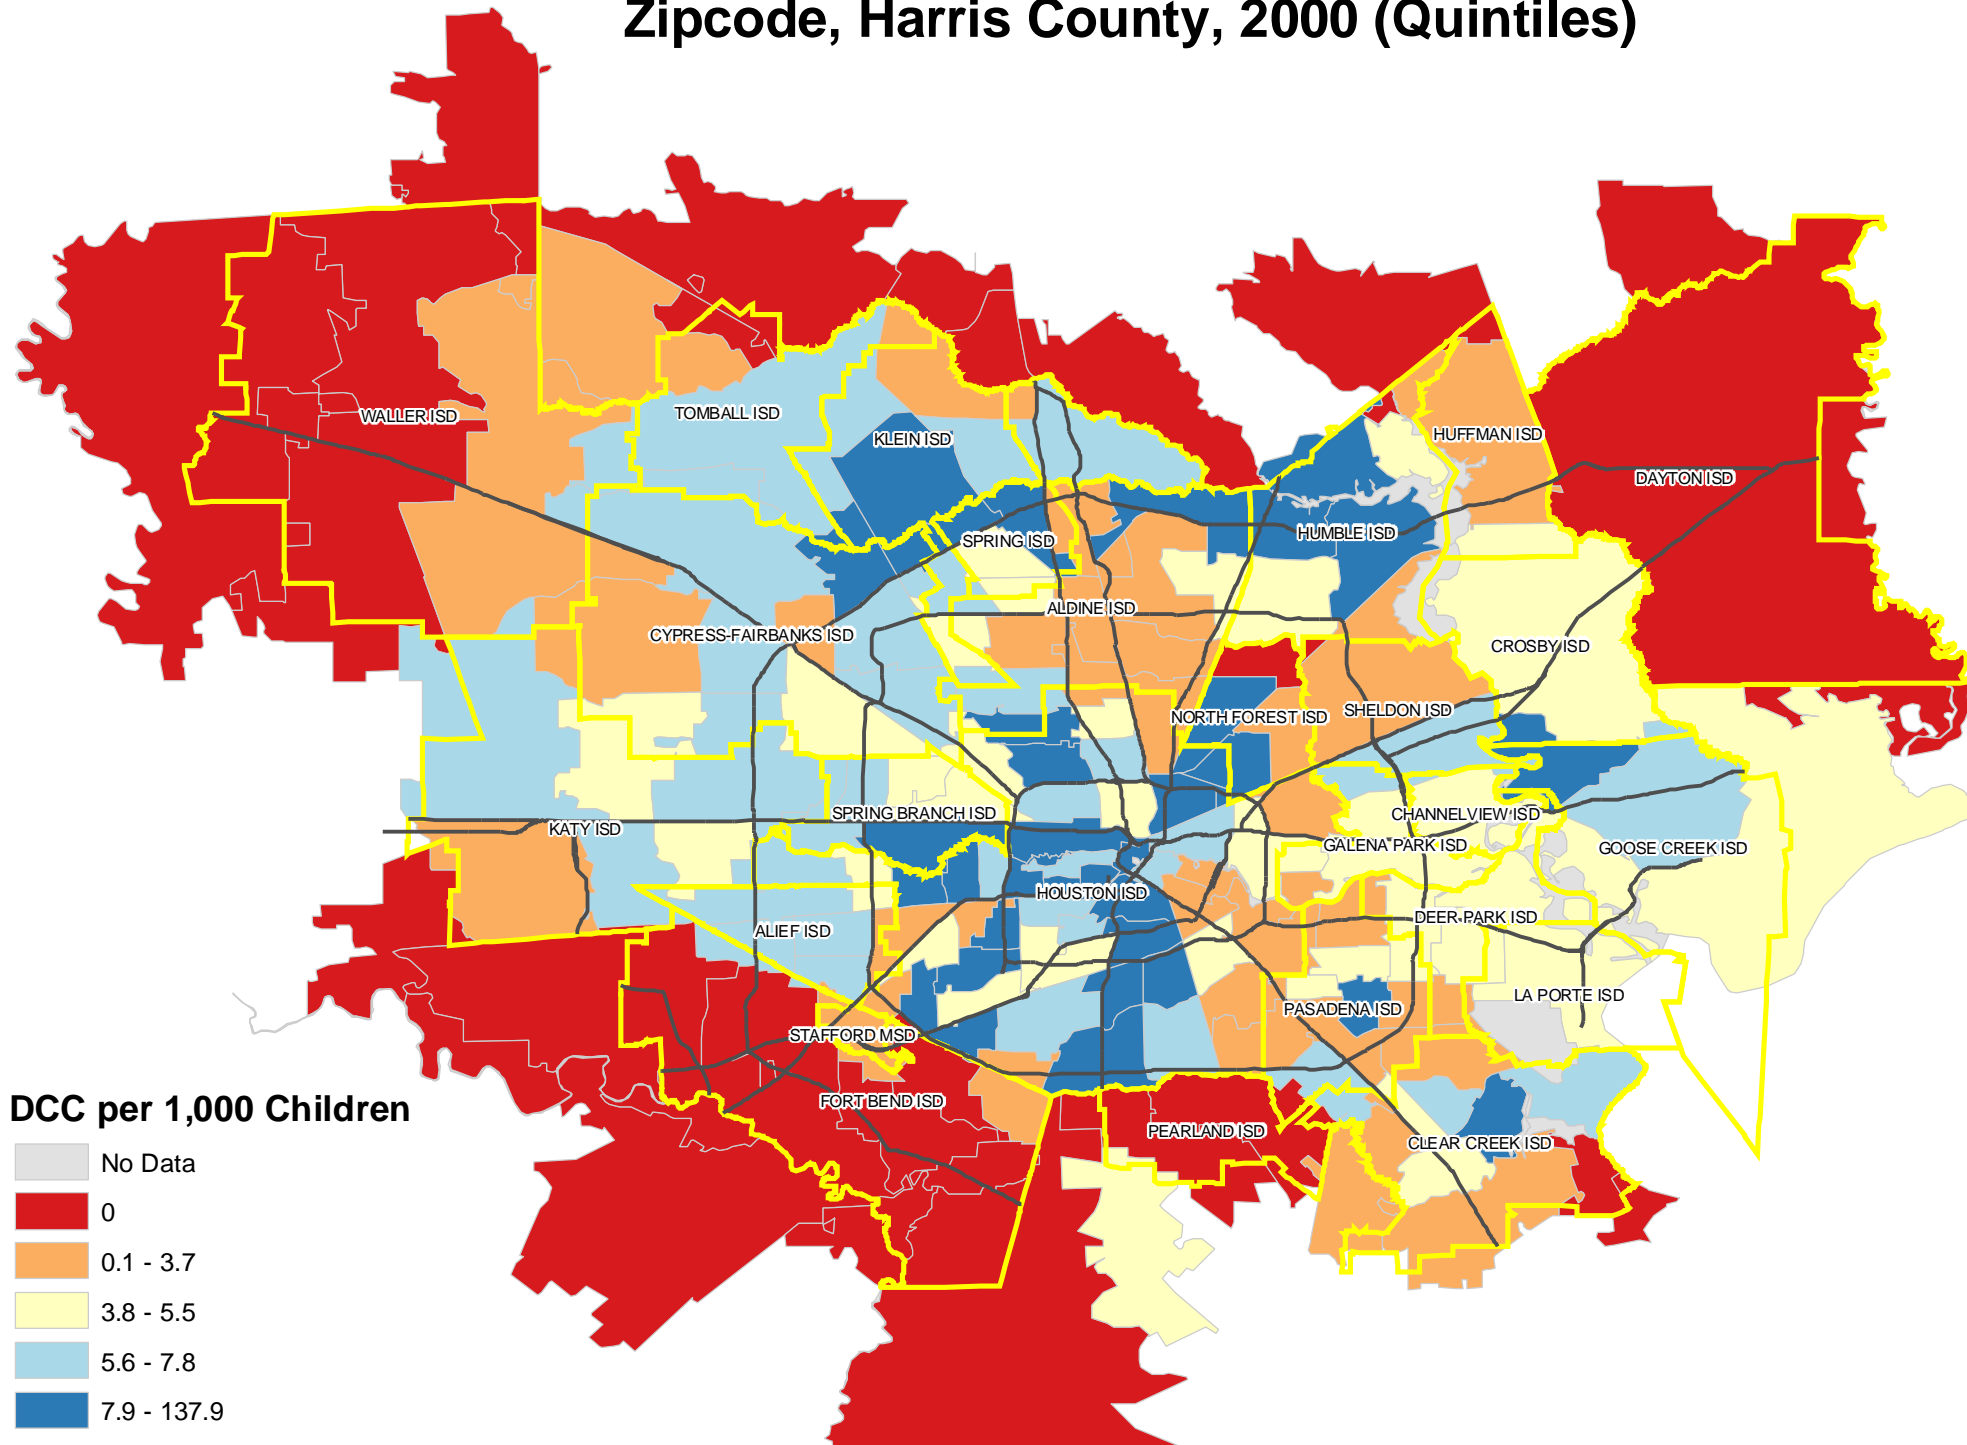 Zipcode, Harris County, 2000 (Quintiles)
WALLER ISD
TOMBALL ISD
KLEIN ISD
HUFFMAN ISD
DAYTON ISD
SPRING ISD
HUMBLE ISD
ALDINE ISD
CYPRESS-FAIRBANKS ISD
CROSBY ISD
NORTH FOREST ISD
SHELDON ISD
SPRING BRANCH ISD
CHANNELVIEW ISD
KATY ISD
GALENA PARK ISD
GOOSE CREEK ISD
HOUSTON ISD
DEER PARK ISD
ALIEF ISD
LA PORTE ISD
PASADENA ISD
STAFFORD MSD
FORT BEND ISD
PEARLAND ISD
CLEAR CREEK ISD
DCC per 1,000 Children
No Data
0
0.1 - 3.7
3.8 - 5.5
5.6 - 7.8
7.9 - 137.9